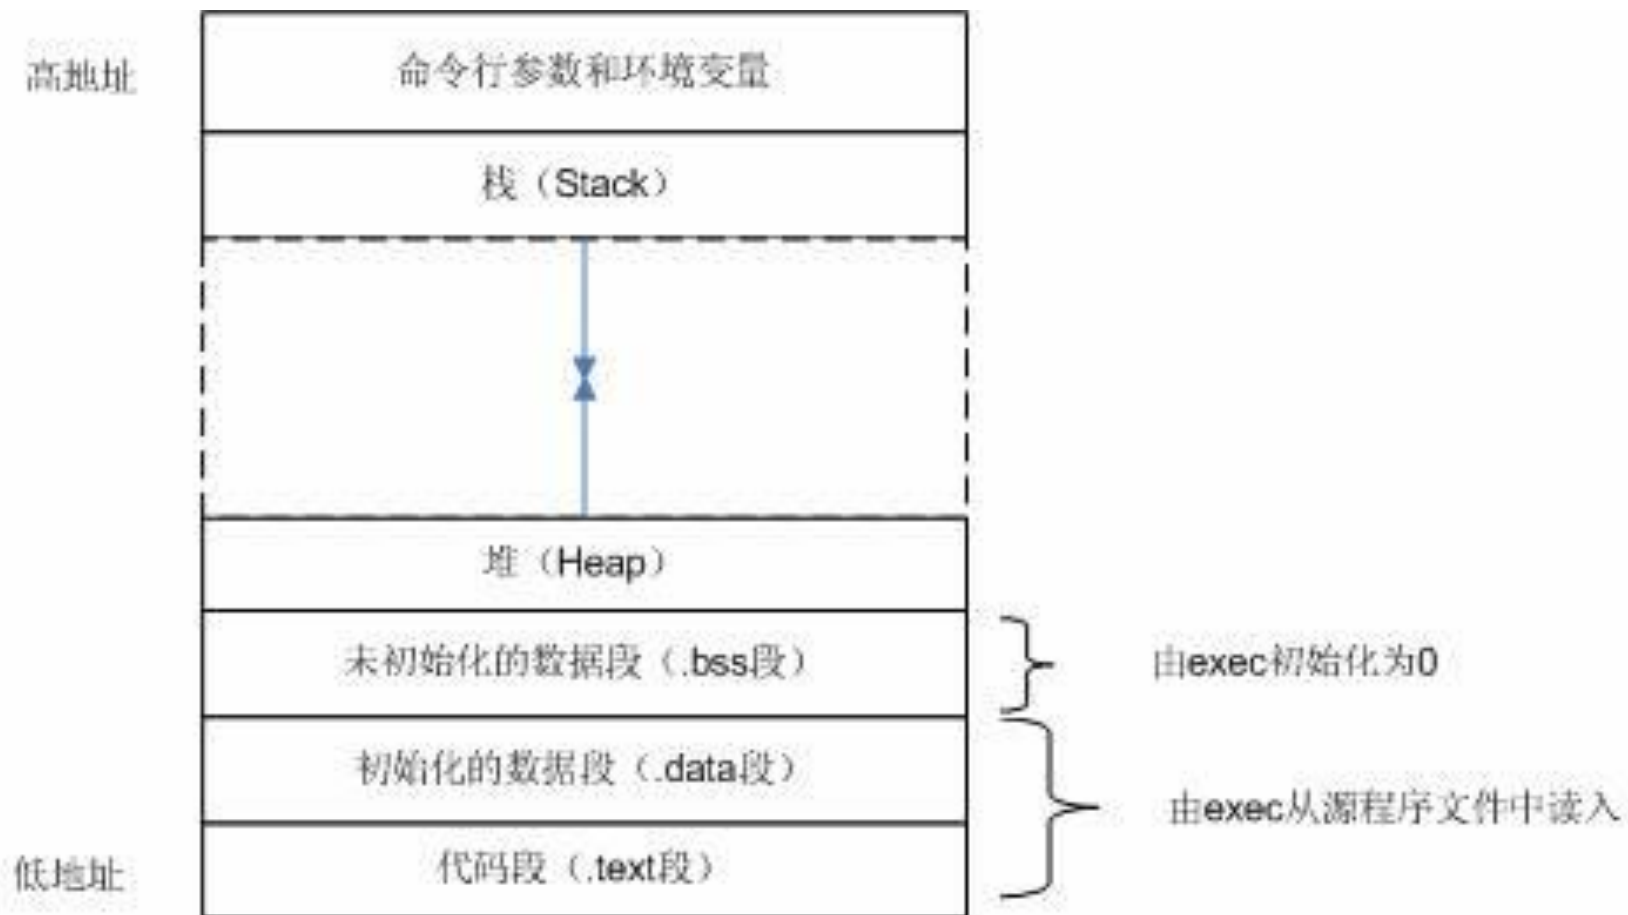 高地址
命令行参数和环境变量
栈（Stack）
堆（Heap）
未初始化的数据段（.bss段）
由exec初始化为0
初始化的数据段（.data段）
由exec从源程序文件中读入
低地址
代码段（.text段）